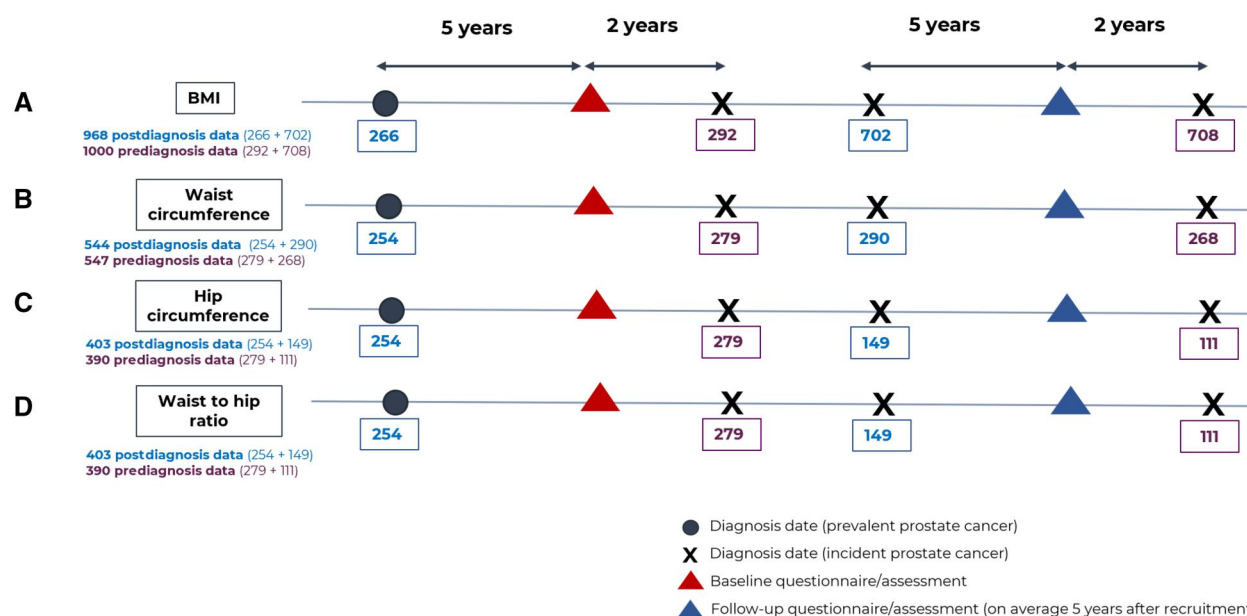 5 years 2 years 5 years 2 years
A BMI
968 postdiagnosis data (266 + 702)
1000 prediagnosis data (292 + 708)
266 292 702 708
B Waist
circumference
544 postdiagnosis data (254 + 290)
547 prediagnosis data (279 + 268)
254 279 290 268
C Hip
circumference
403 postdiagnosis data (254 + 149)
390 prediagnosis data (279 + 111)
254 279 149 111
D Waist to hip
ratio
403 postdiagnosis data (254 + 149)
390 prediagnosis data (279 + 111)
254 279 149 111
Diagnosis date (prevalent prostate cancer)
X Diagnosis date (incident prostate cancer)
Baseline questionnaire/assessment
Follow-up questionnaire/assessment (on average 5 years after recruitment